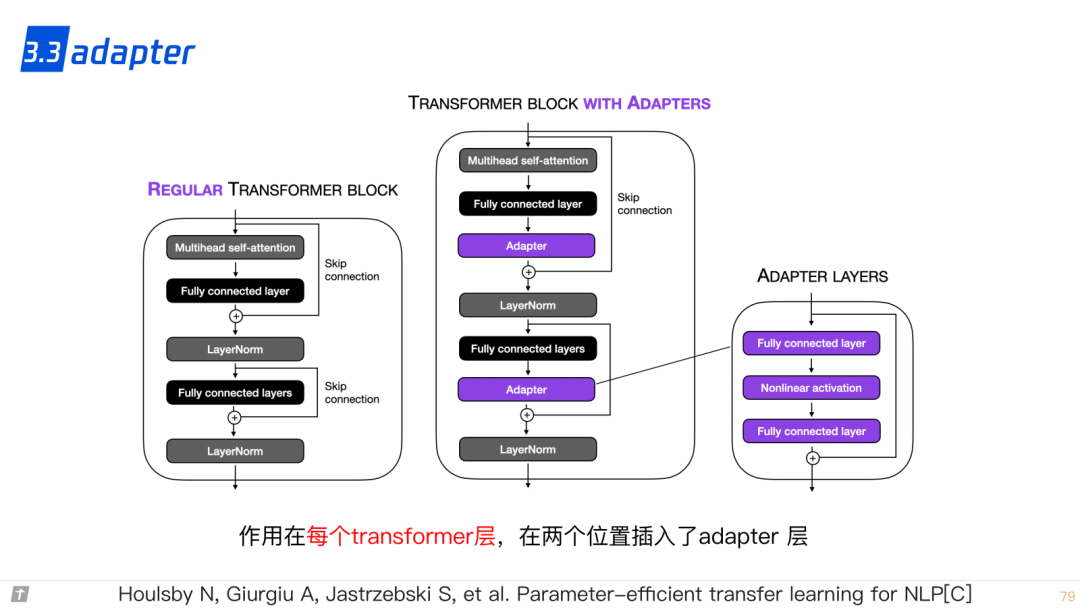 3.3 adapter
TRANSFORMER BLOCK WITH ADAPTERS
Multihead self-attention
Fully connected layer
Skip
connection
Adapter
+
LayerNorm
Fully connected layers
Adapter
+
LayerNorm
REGULAR TRANSFORMER BLOCK
Multihead self-attention
Skip
connection
Fully connected layer
+
LayerNorm
Skip
connection
Fully connected layers
+
LayerNorm
ADAPTER LAYERS
Fully connected layer
Nonlinear activation
Fully connected layer
+
作用在每个transformer层，在两个位置插入了adapter 层
Houlsby N, Giurgiu A, Jastrzebski S, et al. Parameter-efficient transfer learning for NLP[C]
79